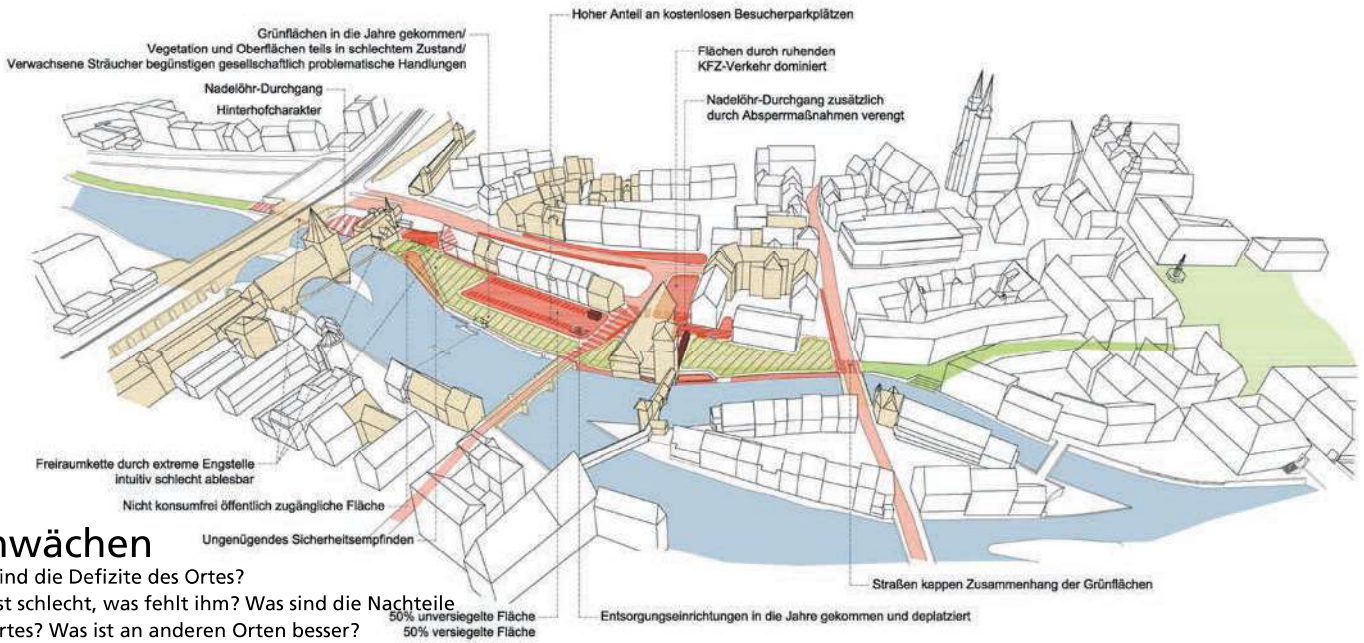 Hoher Anteil an kostenlosen Besucherparkplätzen
Grünflächen in die Jahre gekommen/
Vegetation und Oberflächen teils in schlechtem Zustand/
Verwachsene Sträucher begünstigen gesellschaftlich problematische Handlungen
Flächen durch ruhenden
KFZ-Verkehr dominiert
Nadelöhr-Durchgang
Hinterhofcharakter
Nadelöhr-Durchgang zusätzlich
durch Absperrmaßnahmen verengt
Freiraumkette durch extreme Engstelle
intuitiv schlecht ablesbar
Nicht konsumfrei öffentlich zugängliche Fläche
Ungenügendes Sicherheitsempfinden
hwächen
ind die Defizite des Ortes?
st schlecht, was fehlt ihm? Was sind die Nachteile
rtes? Was ist an anderen Orten besser?
50% unversiegelte Fläche
50% versiegelte Fläche
Entsorgungseinrichtungen in die Jahre gekommen und deplatziert
Straßen kappen Zusammenhang der Grünflächen